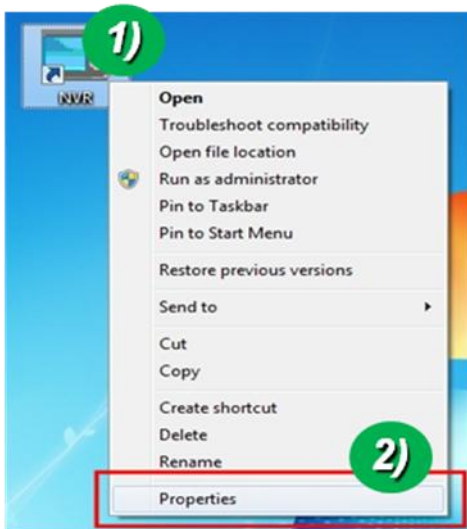 1)
NVR
Open
Troubleshoot compatibility
Open file location
Run as administrator
Pin to Taskbar
Pin to Start Menu
Restore previous versions
Send to
Cut
Copy
Create shortcut
Delete
Rename
2)
Properties